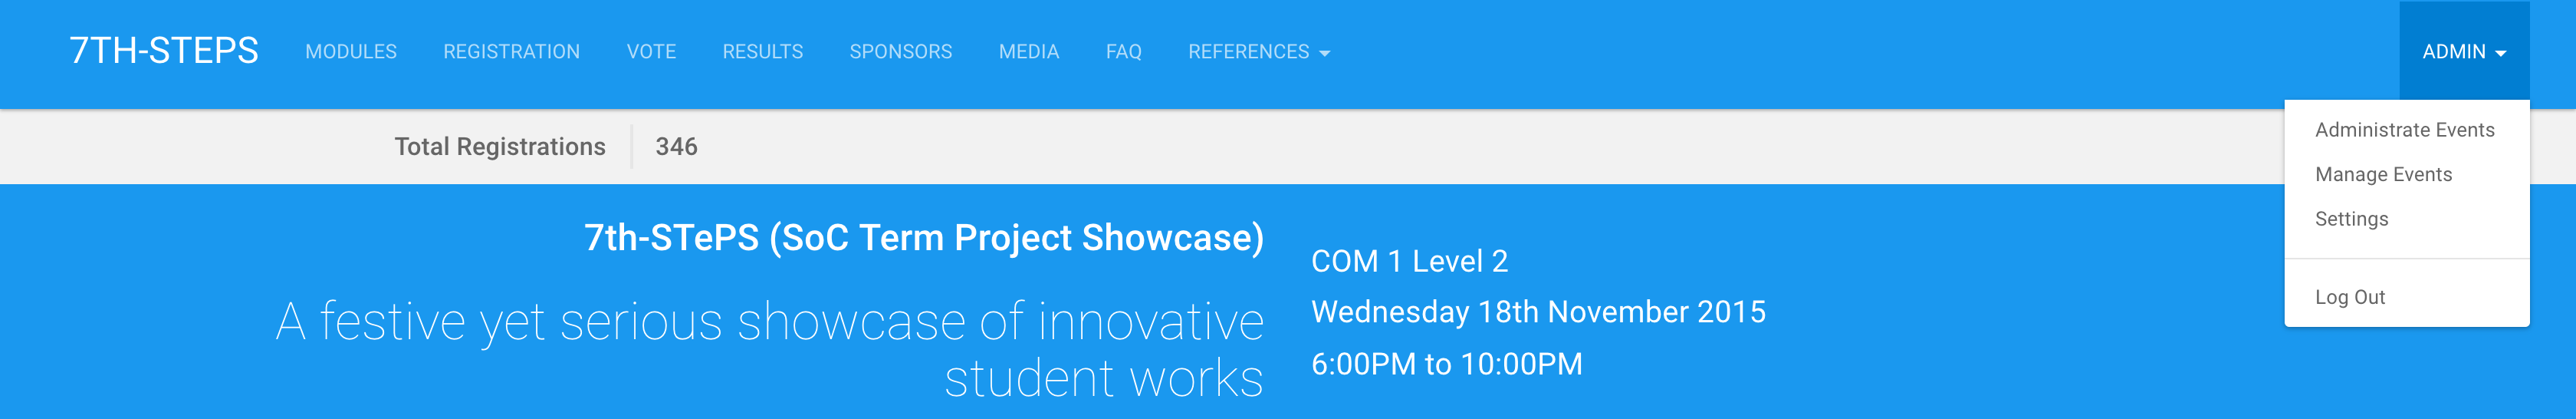 7TH-STEPS MODULES REGISTRATION VOTE RESULTS SPONSORS MEDIA FAQ REFERENCES ADMIN
Administrate Events
Manage Events
Settings
Log Out
Total Registrations 346
7th-STePS (SoC Term Project Showcase)
A festive yet serious showcase of innovative
student works
COM 1 Level 2
Wednesday 18th November 2015
6:00PM to 10:00PM